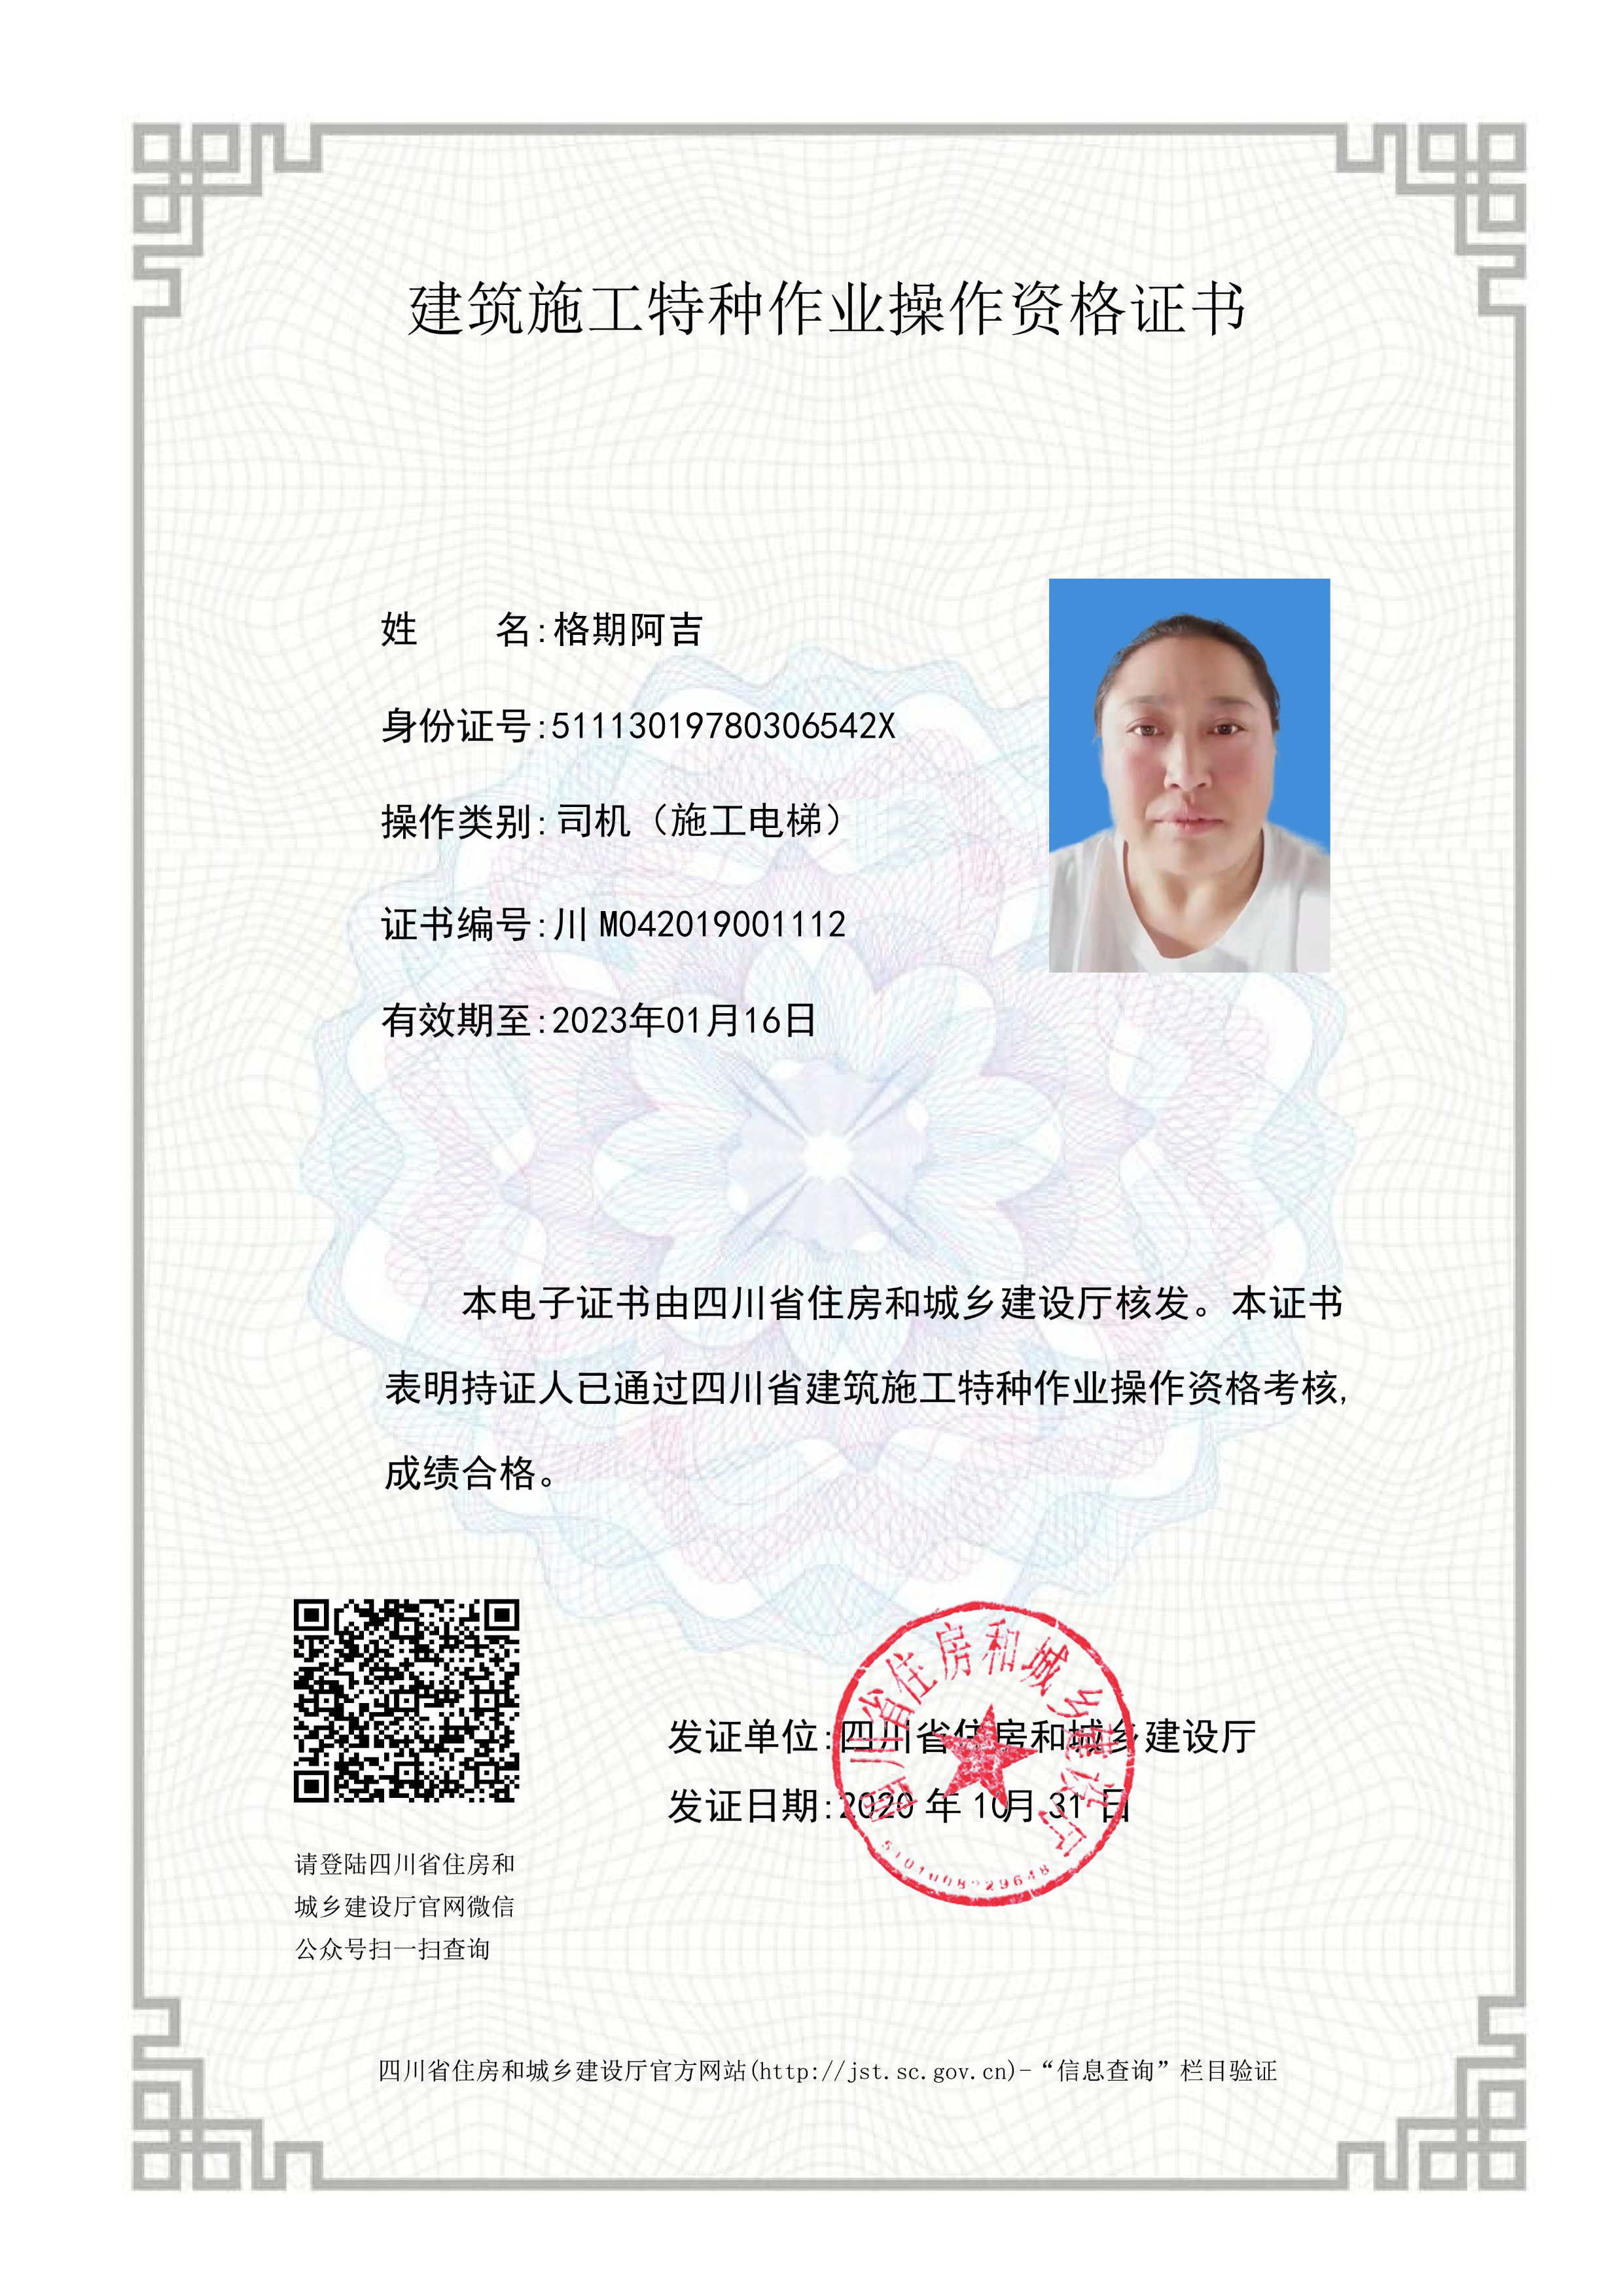 建筑施工特种作业操作资格证书
姓 名:格期阿吉
身份证号:51113019780306542X
操作类别:司机（施工电梯）
证书编号:川M042019001112
有效期至:2023年01月16日
本电子证书由四川省住房和城乡建设厅核发。本证书
表明持证人已通过四川省建筑施工特种作业操作资格考核,
成绩合格。
四川省住房和城乡建设厅
发证单位:四川省住房和城乡建设厅
发证日期:2020年10月31日
请登陆四川省住房和
城乡建设厅官网微信
公众号扫一扫查询
四川省住房和城乡建设厅官方网站(http://jst.sc.gov.cn)-“信息查询”栏目验证